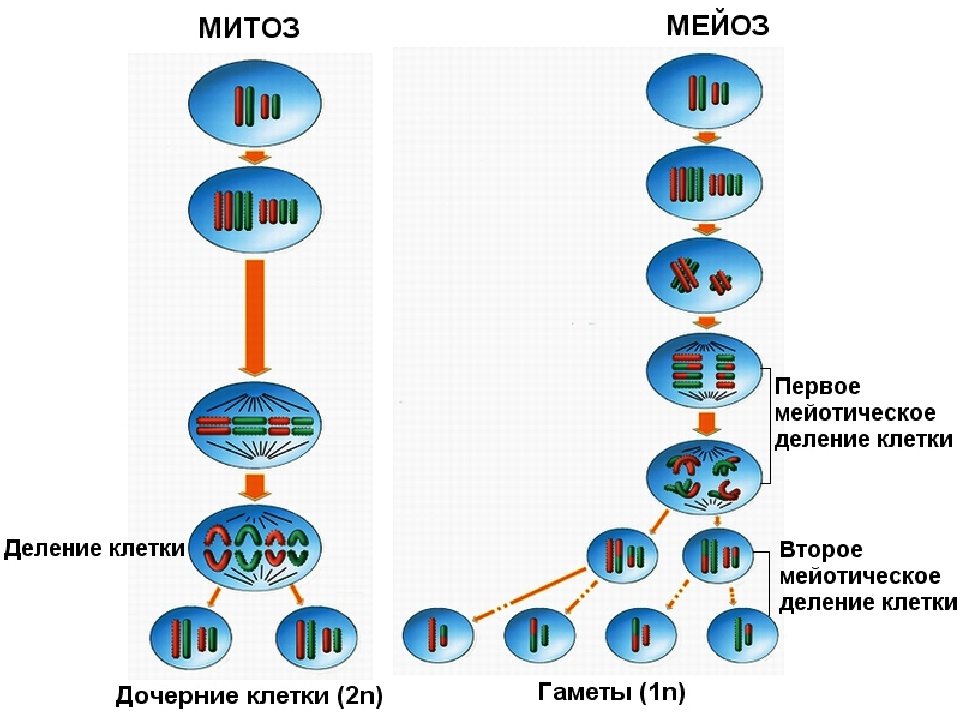 МИТОЗ
МЕЙОЗ
Первое
мейотическое
деление клетки
Деление клетки
Второе
мейотическое
деление клетки
Дочерние клетки (2n)
Гаметы (1n)